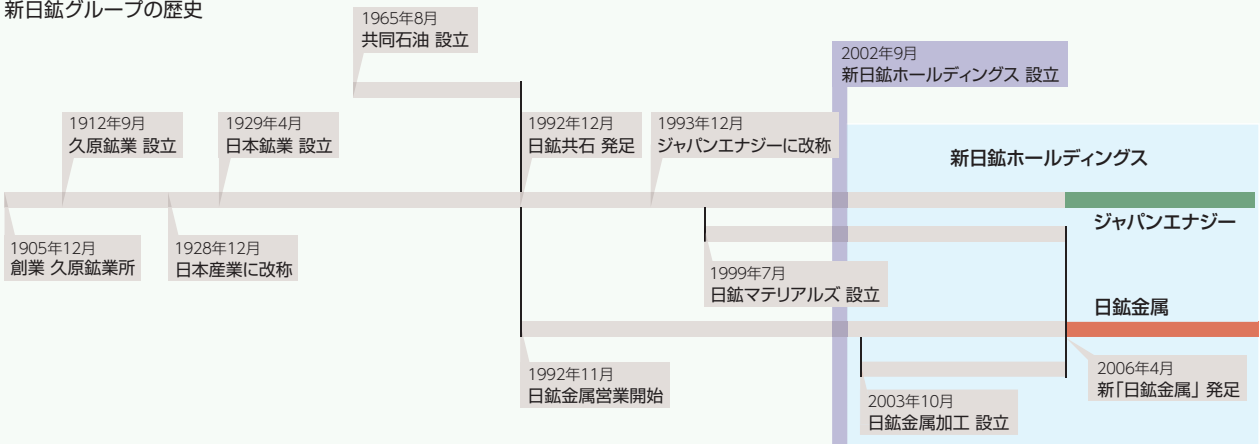 新日鉱グループの歴史
1965年8月
共同石油 設立
2002年9月
新日鉱ホールディングス 設立
1912年9月
久原鉱業 設立
1929年4月
日本鉱業 設立
1992年12月
日鉱共石 発足
1993年12月
ジャパンエナジーに改称
新日鉱ホールディングス
1905年12月
創業 久原鉱業所
1928年12月
日本産業に改称
ジャパンエナジー
1999年7月
日鉱マテリアルズ 設立
日鉱金属
1992年11月
日鉱金属営業開始
2003年10月
日鉱金属加工 設立
2006年4月
新「日鉱金属」発足